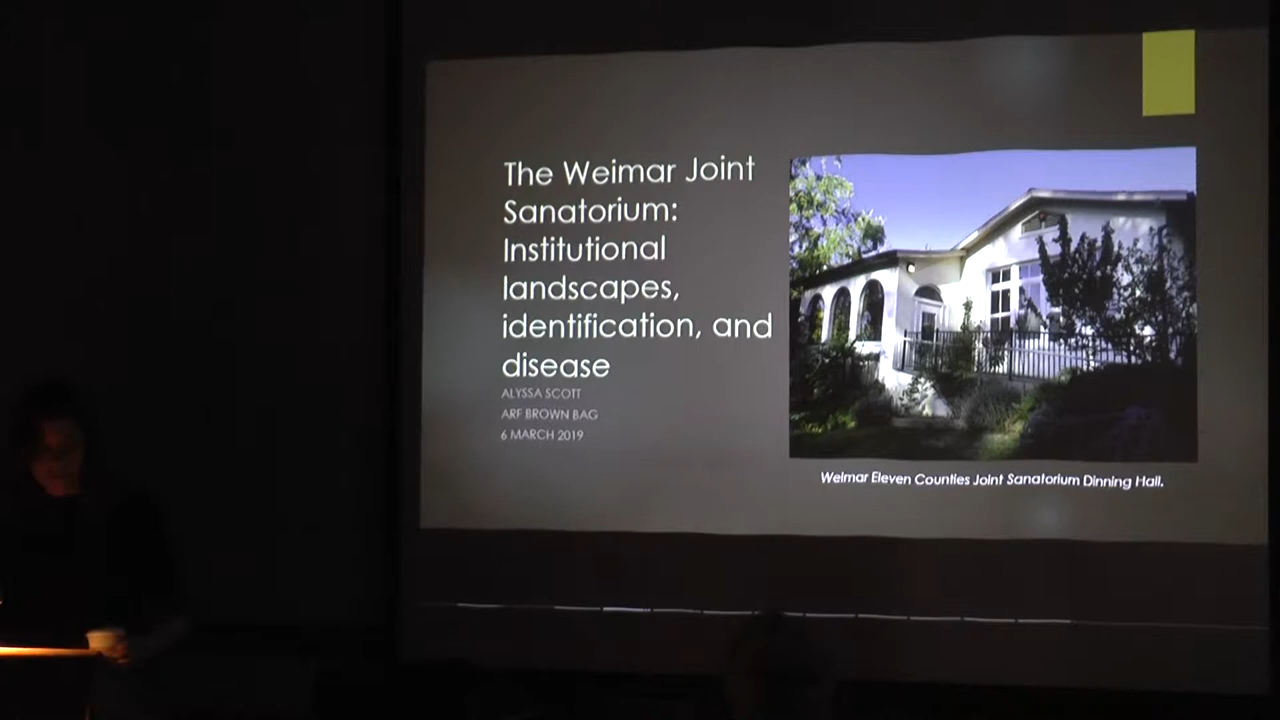 The Weimar Joint
Sanatorium:
Institutional
landscapes,
identification, and
disease
ALYSSA SCOTT
ARF BROWN BAG
6 MARCH 2019
Weimar Eleven Counties Joint Sanatorium Dinning Hall.